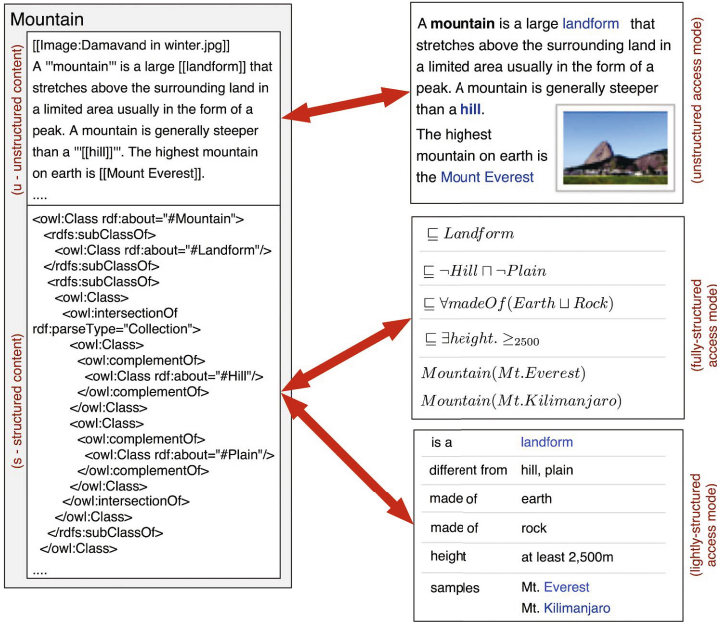 Mountain
(u - unstructured content)
[[Image:Damavand in winter.jpg]]
A '''mountain''' is a large [[landform]] that
stretches above the surrounding land in
a limited area usually in the form of a
peak. A mountain is generally steeper
than a '''[[hill]]'''. The highest mountain
on earth is [[Mount Everest]].
....
(s - structured content)
<owl:Class rdf:about="#Mountain">
<rdfs:subClassOf>
<owl:Class rdf:about="#Landform"/>
</rdfs:subClassOf>
<rdfs:subClassOf>
<owl:Class>
<owl:intersectionOf
rdf:parseType="Collection">
<owl:Class>
<owl:complementOf>
<owl:Class rdf:about="#Hill"/>
</owl:complementOf>
</owl:Class>
<owl:Class>
<owl:complementOf>
<owl:Class rdf:about="#Plain"/>
</owl:complementOf>
</owl:Class>
</owl:intersectionOf>
</owl:Class>
</rdfs:subClassOf>
</owl:Class>
....
A mountain is a large landform that
stretches above the surrounding land in
a limited area usually in the form of a
peak. A mountain is generally steeper
than a hill.
The highest
mountain on earth is
the Mount Everest
(unstructured access mode)
⊑ Landform
⊑ ¬Hill ⊓ ¬Plain
⊑ ∀madeOf(Earth ⊔ Rock)
⊑ ∃height. ≥2500
Mountain(Mt.Everest)
Mountain(Mt.Kilimanjaro)
(fully-structured
access mode)
is a landform
different from hill, plain
made of earth
made of rock
height at least 2,500m
samples Mt. Everest
Mt. Kilimanjaro
(lightly-structured
access mode)